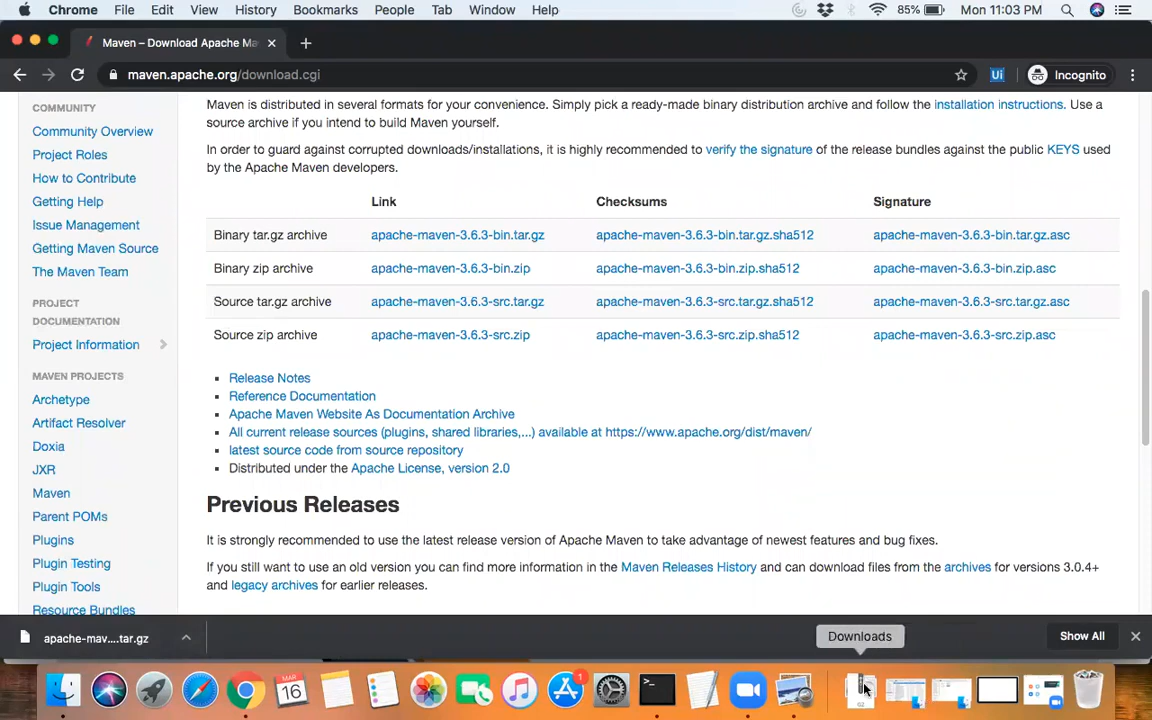 Chrome File Edit View History Bookmarks People Tab Window Help 85% Mon 11:03 PM
Maven – Download Apache Ma
maven.apache.org/download.cgi Ui Incognito
COMMUNITY
Community Overview
Project Roles
How to Contribute
Getting Help
Issue Management
Getting Maven Source
The Maven Team
PROJECT
DOCUMENTATION
Project Information
MAVEN PROJECTS
Archetype
Artifact Resolver
Doxia
JXR
Maven
Parent POMs
Plugins
Plugin Testing
Plugin Tools
Resource Bundles
Maven is distributed in several formats for your convenience. Simply pick a ready-made binary distribution archive and follow the installation instructions. Use a
source archive if you intend to build Maven yourself.
In order to guard against corrupted downloads/installations, it is highly recommended to verify the signature of the release bundles against the public KEYS used
by the Apache Maven developers.
Link Checksums Signature
Binary tar.gz archive apache-maven-3.6.3-bin.tar.gz apache-maven-3.6.3-bin.tar.gz.sha512 apache-maven-3.6.3-bin.tar.gz.asc
Binary zip archive apache-maven-3.6.3-bin.zip apache-maven-3.6.3-bin.zip.sha512 apache-maven-3.6.3-bin.zip.asc
Source tar.gz archive apache-maven-3.6.3-src.tar.gz apache-maven-3.6.3-src.tar.gz.sha512 apache-maven-3.6.3-src.tar.gz.asc
Source zip archive apache-maven-3.6.3-src.zip apache-maven-3.6.3-src.zip.sha512 apache-maven-3.6.3-src.zip.asc
Release Notes
Reference Documentation
Apache Maven Website As Documentation Archive
All current release sources (plugins, shared libraries,...) available at https://www.apache.org/dist/maven/
latest source code from source repository
Distributed under the Apache License, version 2.0
Previous Releases
It is strongly recommended to use the latest release version of Apache Maven to take advantage of newest features and bug fixes.
If you still want to use an old version you can find more information in the Maven Releases History and can download files from the archives for versions 3.0.4+
and legacy archives for earlier releases.
apache-mav....tar.gz Downloads Show All
MAR
16
1
>_
GZ